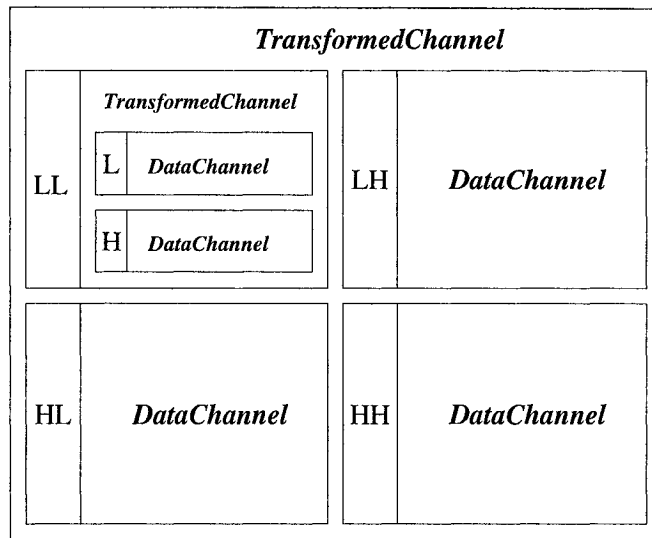 TransformedChannel
LL
TransformedChannel
L DataChannel
H DataChannel
LH DataChannel
HL DataChannel
HH DataChannel